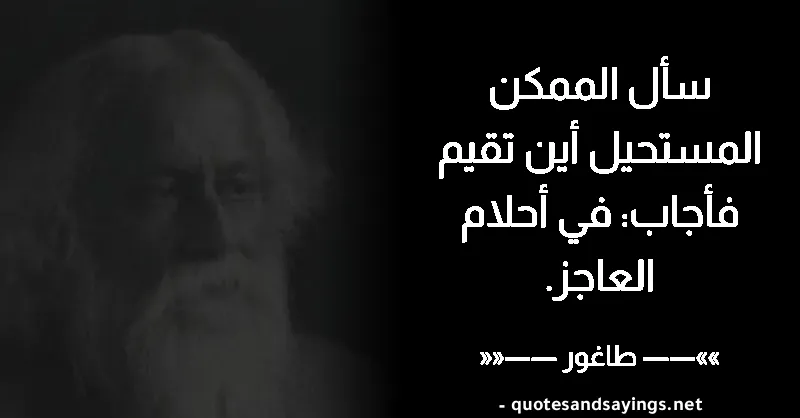 سأل الممكن
المستحيل أين تقيم
فأجاب: في أحلام
العاجز.
»»—— طاغور ——««
- quotesandsayings.net